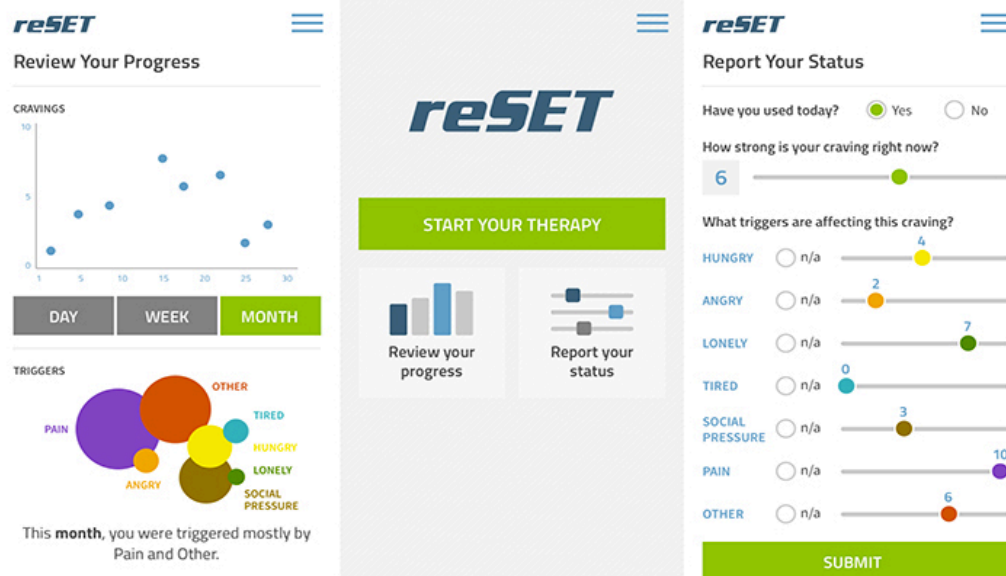 reSET
Review Your Progress
CRAVINGS
10
5
0
1 5 10 15 20 25 30
DAY WEEK MONTH
TRIGGERS
OTHER
TIRED
PAIN
HUNGRY
LONELY
ANGRY
SOCIAL
PRESSURE
This month, you were triggered mostly by
Pain and Other.
reSET
START YOUR THERAPY
Review your
progress
Report your
status
reSET
Report Your Status
Have you used today? Yes No
How strong is your craving right now?
6
What triggers are affecting this craving?
4
HUNGRY n/a
2
ANGRY n/a
7
LONELY n/a
0
TIRED n/a
3
SOCIAL
PRESSURE n/a
10
PAIN n/a
6
OTHER n/a
SUBMIT